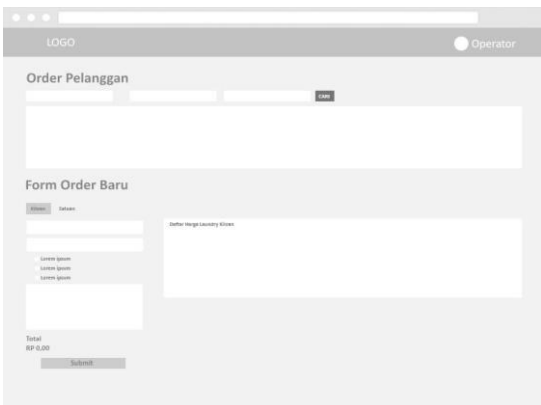 LOGO
Operator
Order Pelanggan
CARI
Form Order Baru
Kiloan Satuan
Daftar Harga Laundry Kiloan
Lorem Ipsum
Lorem Ipsum
Lorem Ipsum
Total
RP 0,00
Submit